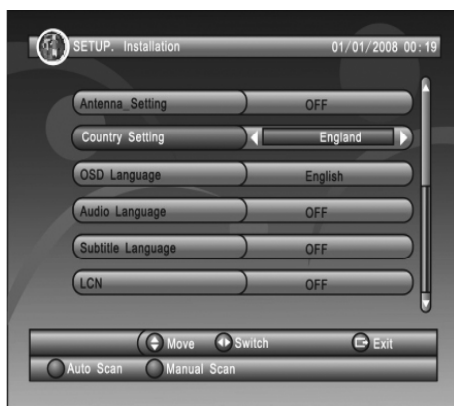 SETUP. Installation 01/01/2008 00:19
Antenna_Setting OFF
Country Setting England
OSD Language English
Audio Language OFF
Subtitle Language OFF
LCN OFF
Move Switch Exit
Auto Scan Manual Scan